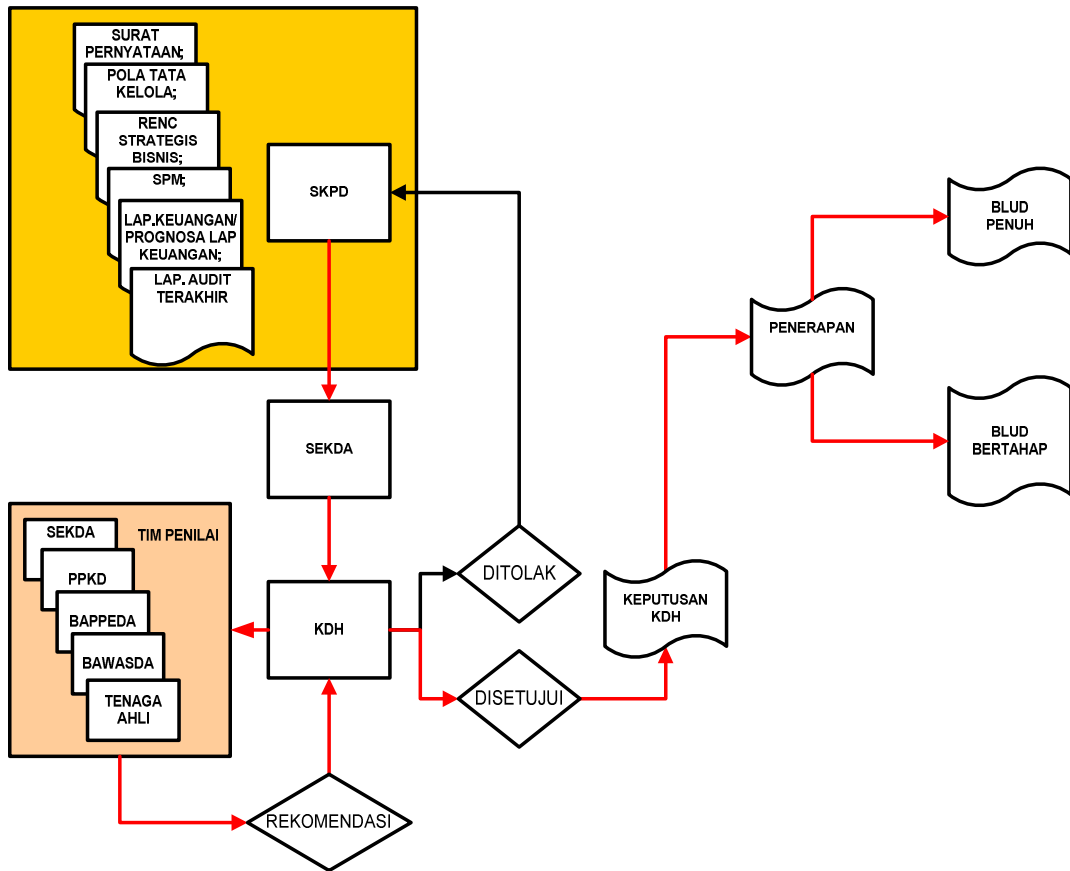 SURAT
PERNYATAAN;
POLA TATA
KELOLA;
RENC
STRATEGIS
BISNIS;
SPM;
LAP.KEUANGAN/
PROGNOSA LAP
KEUANGAN;
LAP. AUDIT
TERAKHIR
SKPD
SEKDA
KDH
TIM PENILAI
SEKDA
PPKD
BAPPEDA
BAWASDA
TENAGA
AHLI
REKOMENDASI
DITOLAK
DISETUJUI
KEPUTUSAN
KDH
PENERAPAN
BLUD
PENUH
BLUD
BERTAHAP